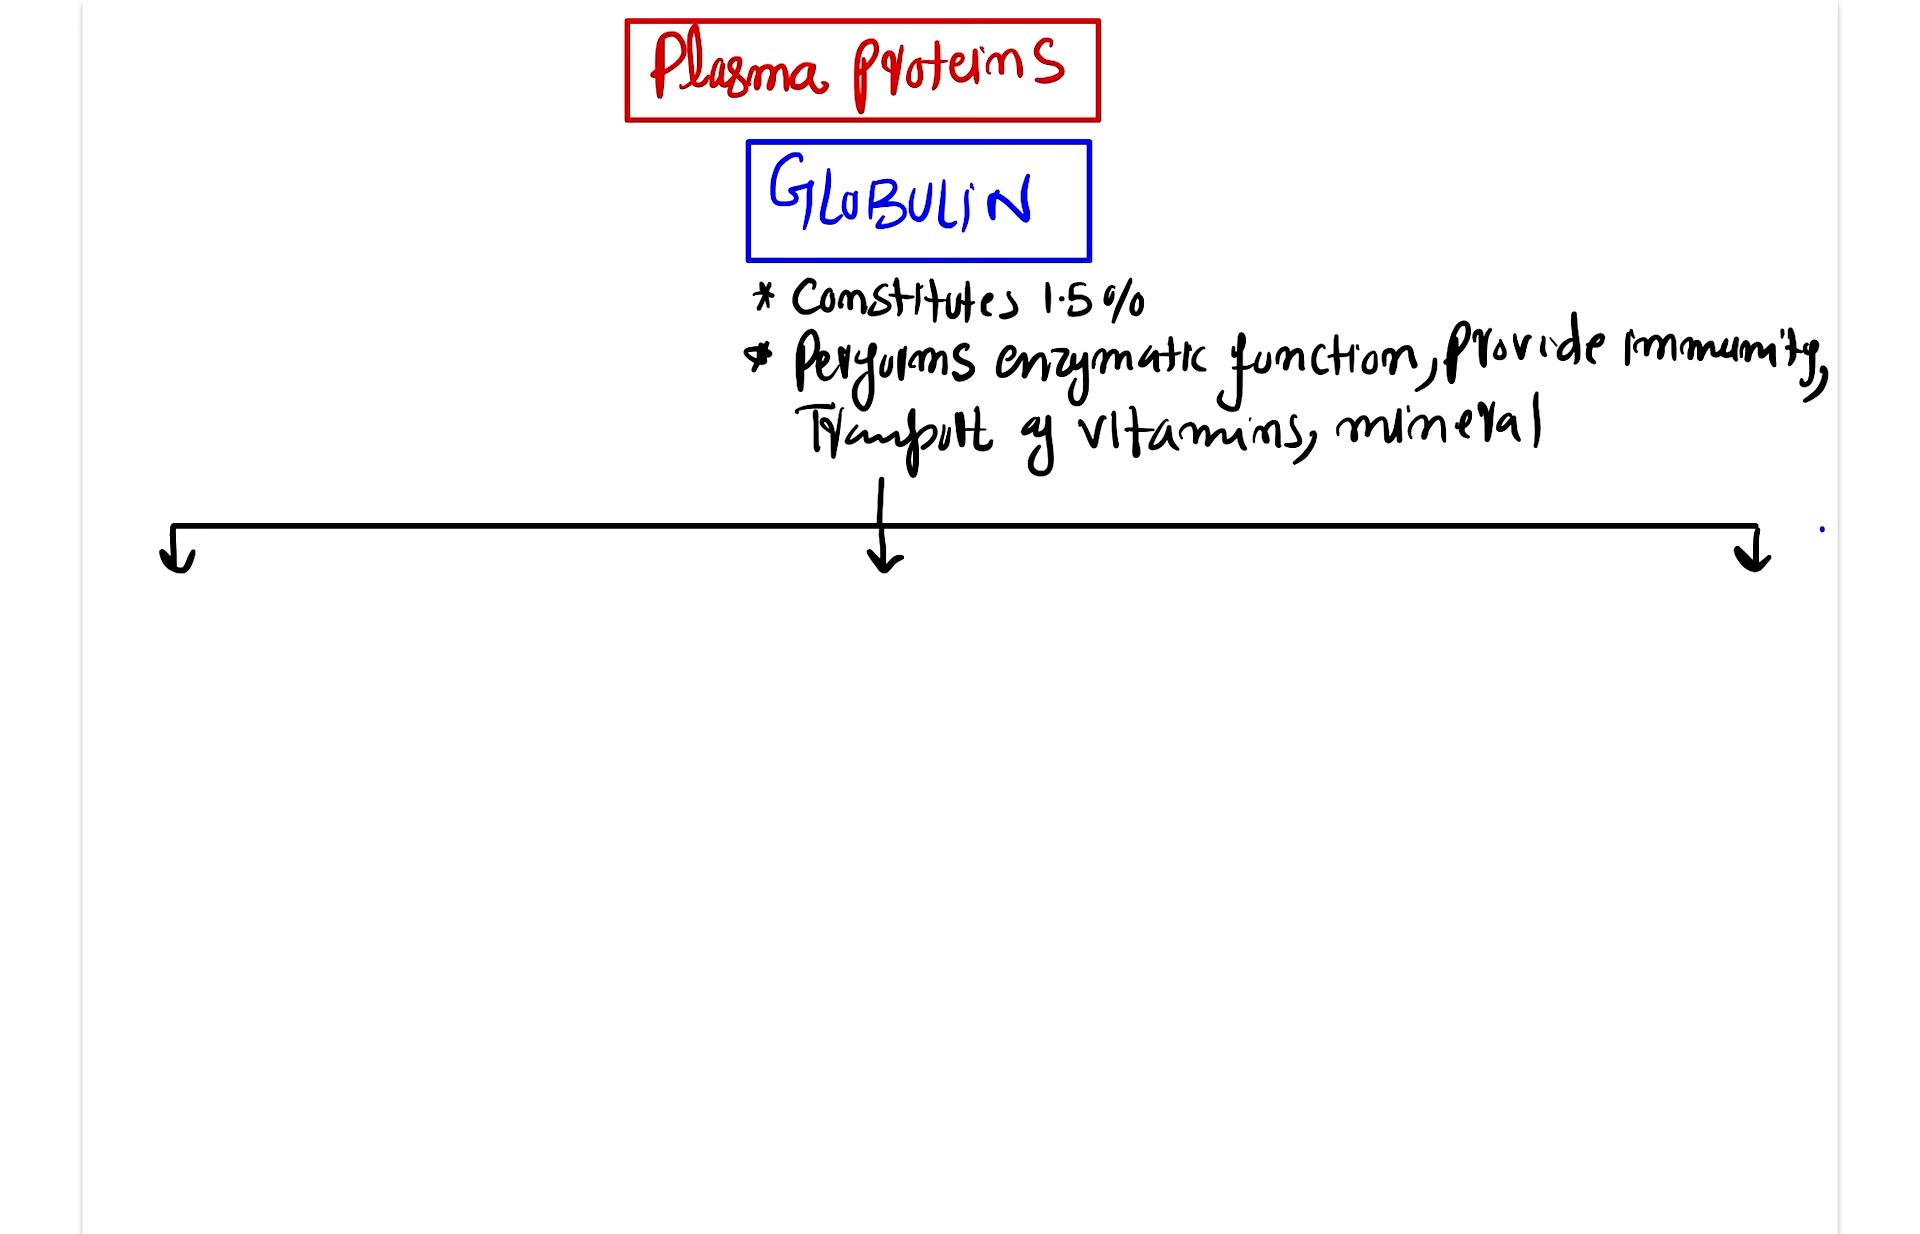 Plasma proteins
GLOBULIN
* Constitutes 1.5%
* Performs enzymatic function, provide immunity,
Transport of vitamins, mineral